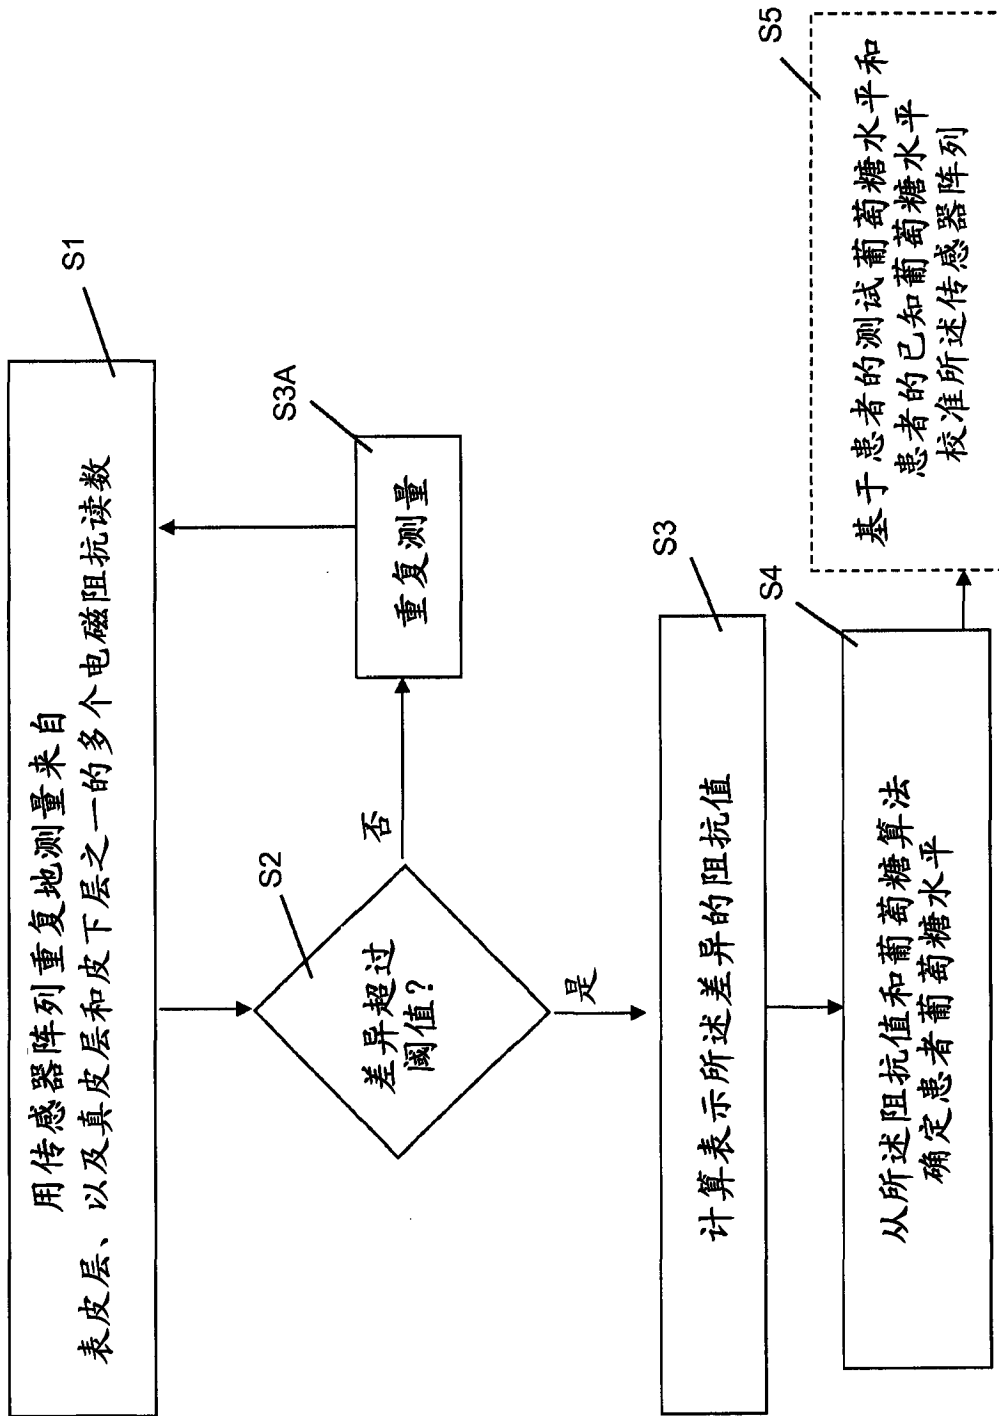 用传感器阵列重复地测量来自
表皮层、以及真皮层和皮下层之一的多个电磁阻抗读数
S1
差异超过
阈值?
S2
否
重复测量
S3A
是
计算表示所述差异的阻抗值
S3
从所述阻抗值和葡萄糖算法
确定患者葡萄糖水平
S4
基于患者的测试葡萄糖水平和
患者的已知葡萄糖水平
校准所述传感器阵列
S5